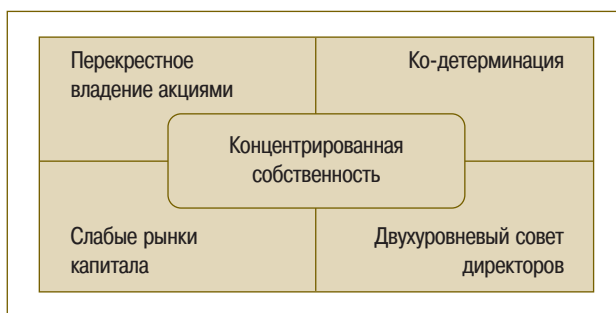 Перекрестное
владение акциями
Ко-детерминация
Концентрированная
собственность
Слабые рынки
капитала
Двухуровневый совет
директоров